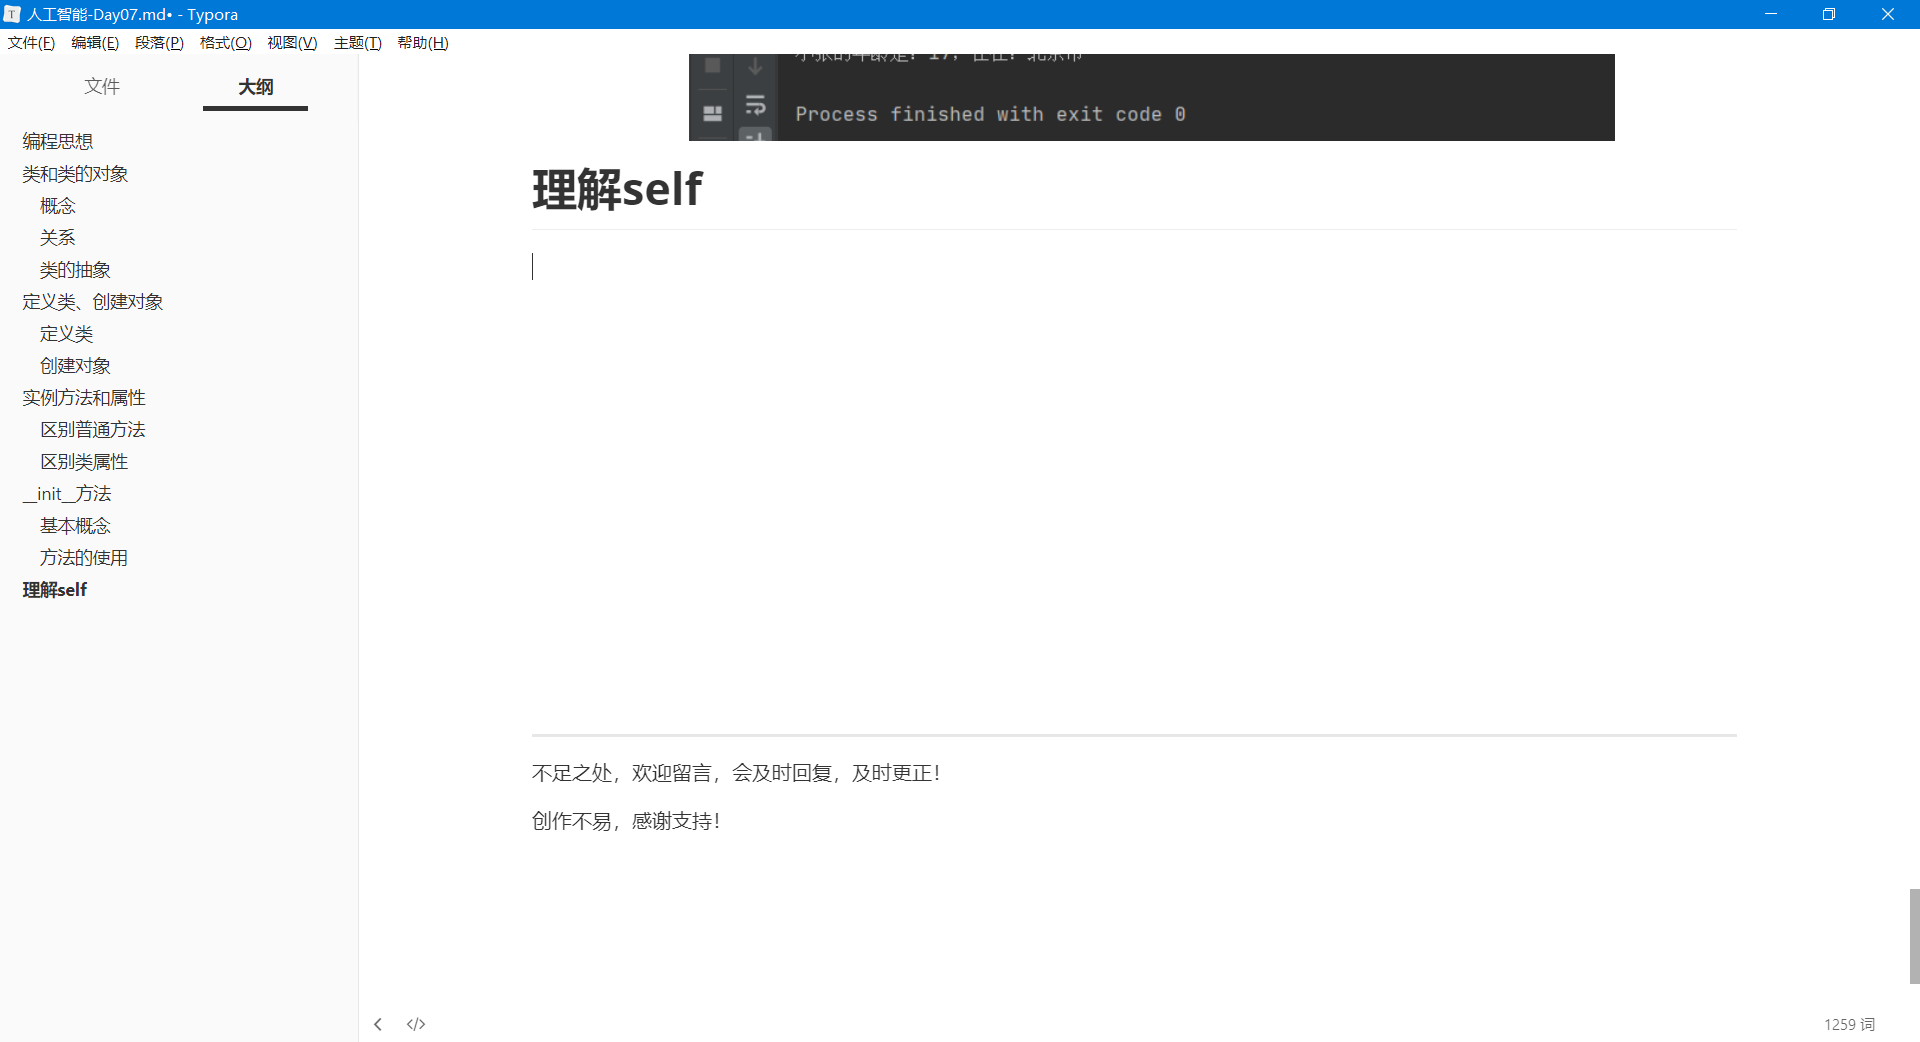 人工智能-Day07.md• - Typora
文件(F) 编辑(E) 段落(P) 格式(O) 视图(V) 主题(T) 帮助(H)
文件 大纲
编程思想
类和类的对象
概念
关系
类的抽象
定义类、创建对象
定义类
创建对象
实例方法和属性
区别普通方法
区别类属性
__init__方法
基本概念
方法的使用
理解self
Process finished with exit code 0
理解self
不足之处，欢迎留言，会及时回复，及时更正！
创作不易，感谢支持！
</> 1259 词